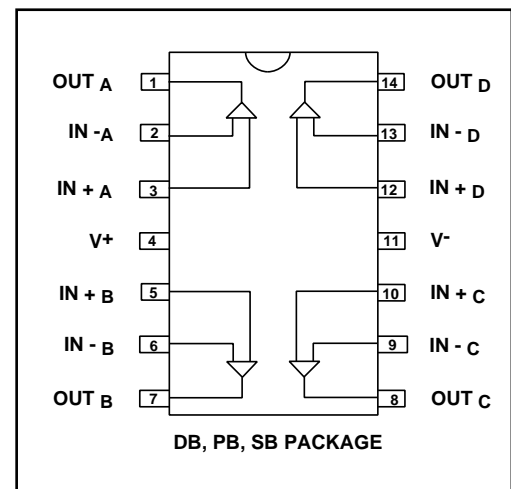 OUT A 1 14 OUT D
IN -A 2 13 IN - D
IN + A 3 12 IN + D
V+ 4 11 V-
IN + B 5 10 IN + C
IN - B 6 9 IN - C
OUT B 7 8 OUT C
DB, PB, SB PACKAGE